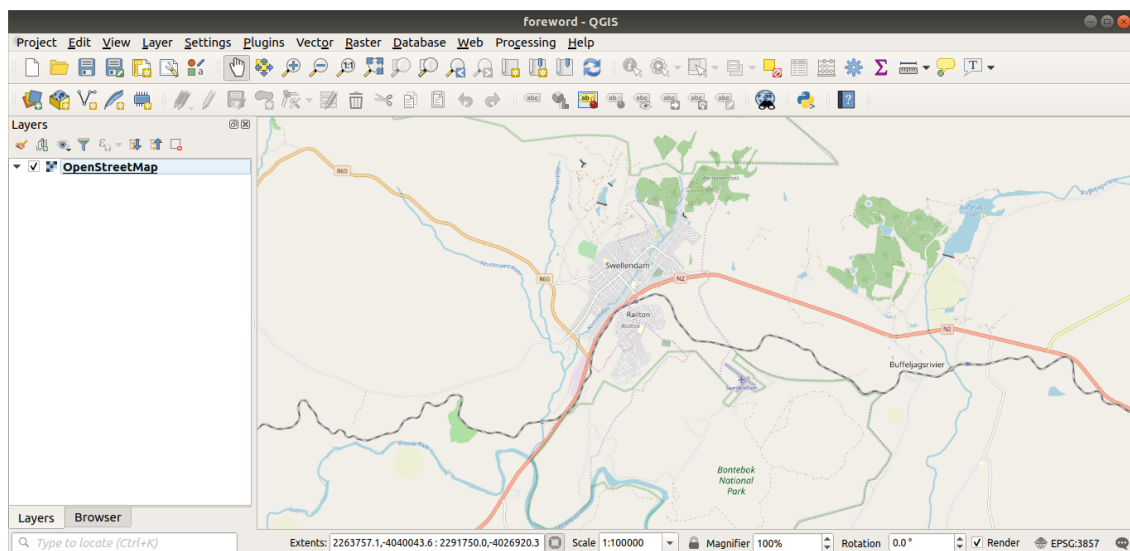 foreword - QGIS
Project Edit View Layer Settings Plugins Vector Raster Database Web Processing Help
Layers
OpenStreetMap
R60
Swellendam
R60
N2
Railton
N2
Buffeljagsrivier
Bontebok
National
Park
Layers Browser
Type to locate (Ctrl+K)
Extents: 2263757.1,-4040043.6 : 2291750.0,-4026920.3 Scale 1:100000 Magnifier 100% Rotation 0.0 ° Render EPSG:3857